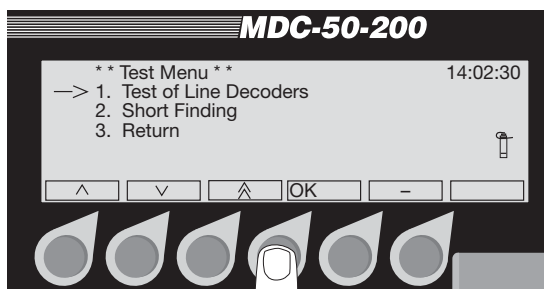 MDC-50-200
* * Test Menu * * 14:02:30
—> 1. Test of Line Decoders
2. Short Finding
3. Return
OK –